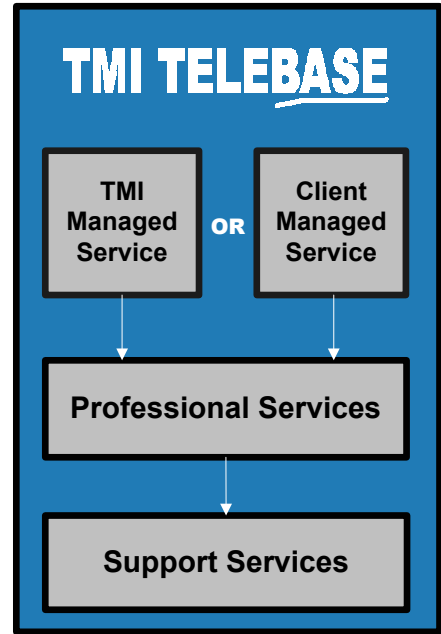 TMI TELEBASE
TMI
Managed
Service
OR
Client
Managed
Service
Professional Services
Support Services